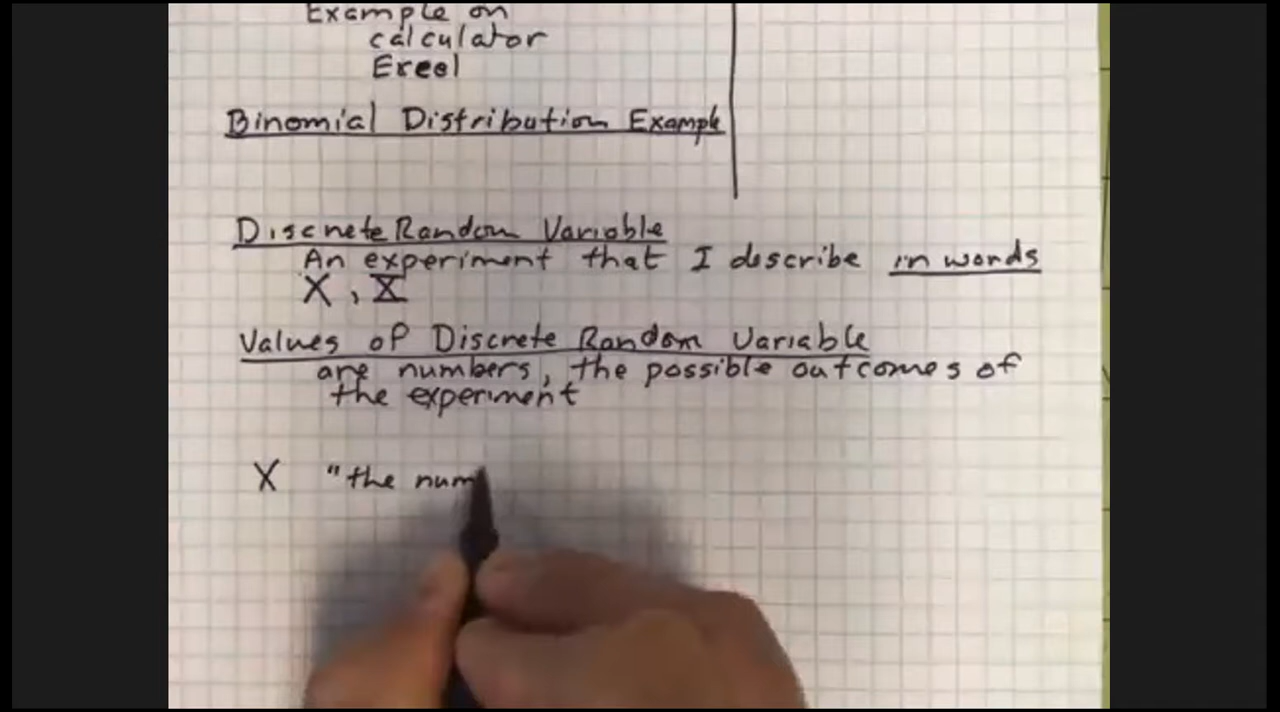 Example on
calculator
Excel
Binomial Distribution Example
Discrete Random Variable
An experiment that I describe in words
X, X
Values of Discrete Random Variable
are numbers, the possible outcomes of
the experiment
X "the num